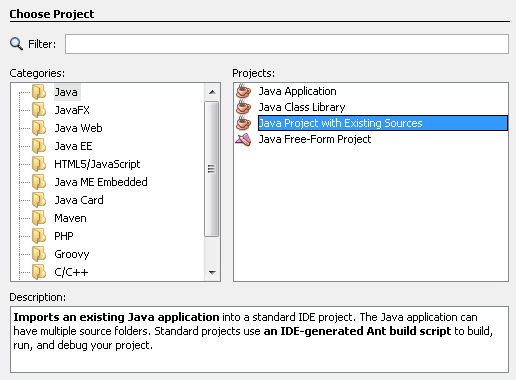 Choose Project
Filter:
Categories:
Java
JavaFX
Java Web
Java EE
HTML5/JavaScript
Java ME Embedded
Java Card
Maven
PHP
Groovy
C/C++
Projects:
Java Application
Java Class Library
Java Project with Existing Sources
Java Free-Form Project
Description:
Imports an existing Java application into a standard IDE project. The Java application can
have multiple source folders. Standard projects use an IDE-generated Ant build script to build,
run, and debug your project.